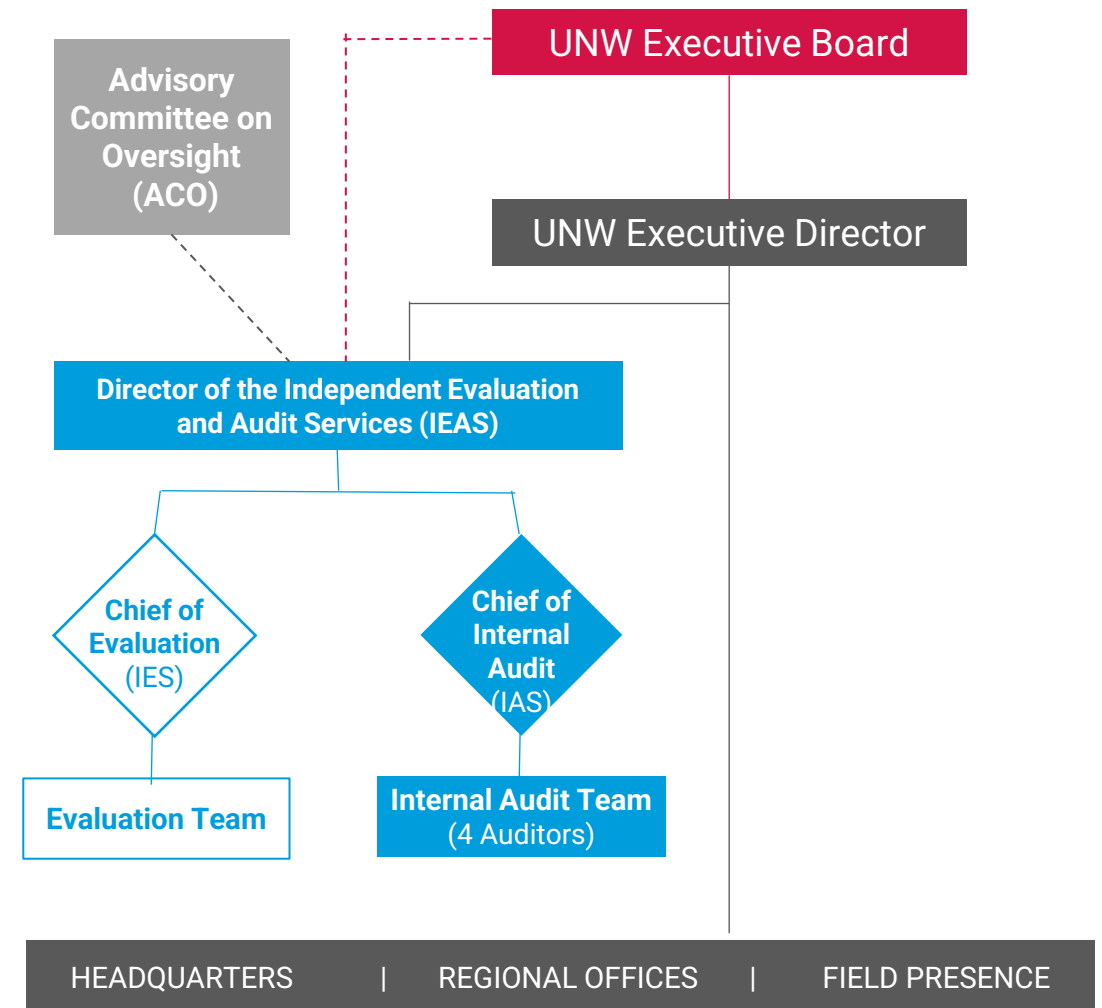 UNW Executive Board
Advisory
Committee on
Oversight
(ACO)
UNW Executive Director
Director of the Independent Evaluation
and Audit Services (IEAS)
Chief of
Evaluation
(IES)
Chief of
Internal
Audit
(IAS)
Evaluation Team
Internal Audit Team
(4 Auditors)
HEADQUARTERS | REGIONAL OFFICES | FIELD PRESENCE